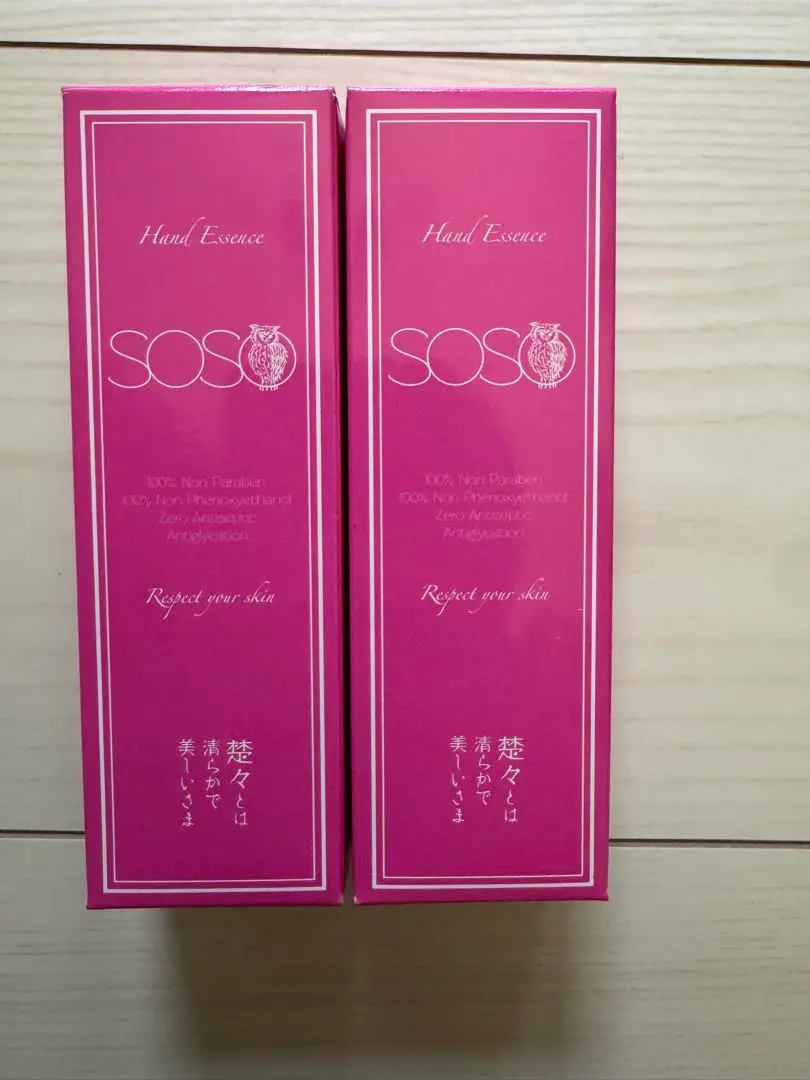 Hand Essence
SOSO
100% Non Paraben
100% Non Phenoxyethanol
Zero Antiseptic
Antiglycation
Respect your skin
楚々とは
清らかで
美しいさま
Hand Essence
SOSO
100% Non Paraben
100% Non Phenoxyethanol
Zero Antiseptic
Antiglycation
Respect your skin
楚々とは
清らかで
美しいさま